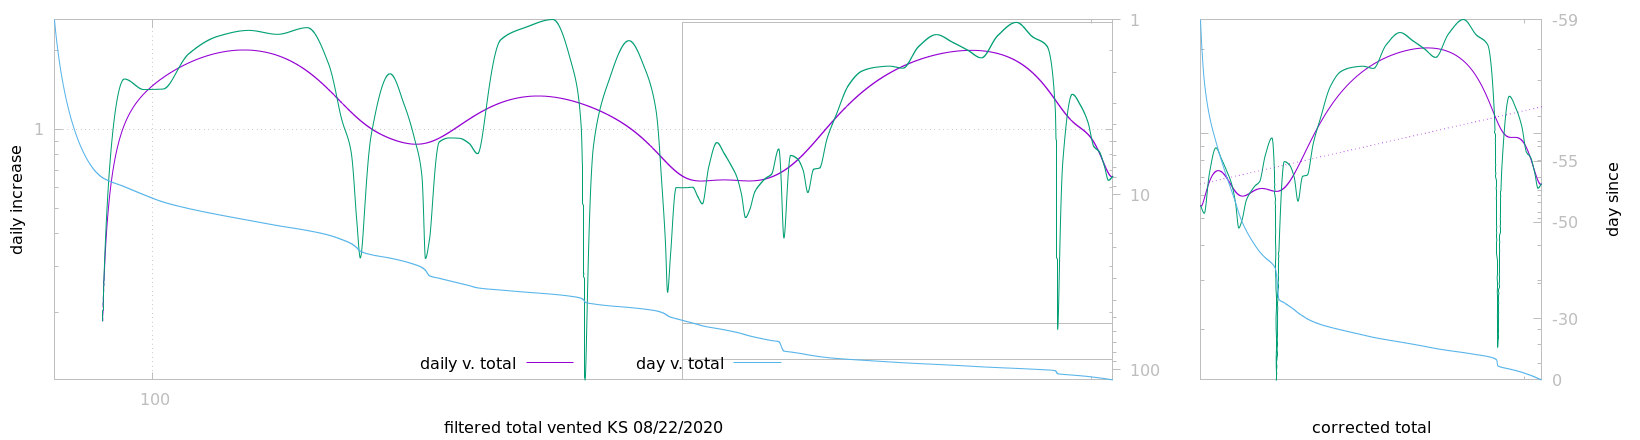 1
-59
1
-55
10
-50
daily increase
day since
-30
daily v. total
day v. total
100
0
100
filtered total vented KS 08/22/2020
corrected total